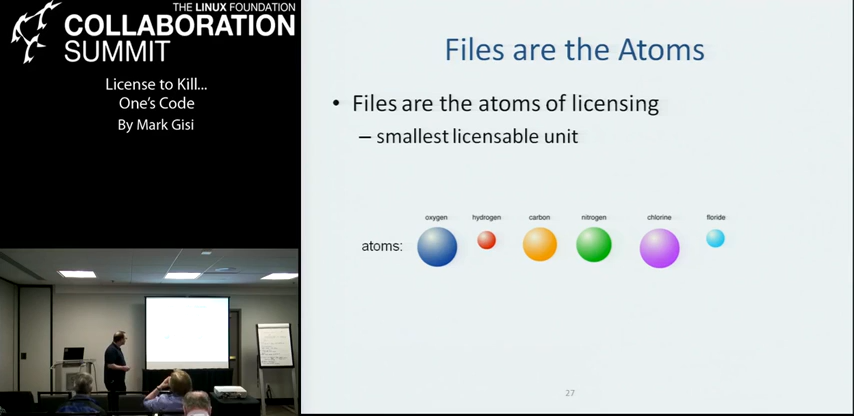 THE LINUX FOUNDATION
COLLABORATION
SUMMIT
License to Kill...
One's Code
By Mark Gisi
Files are the Atoms
• Files are the atoms of licensing
– smallest licensable unit
oxygen hydrogen carbon nitrogen chlorine floride
atoms:
27